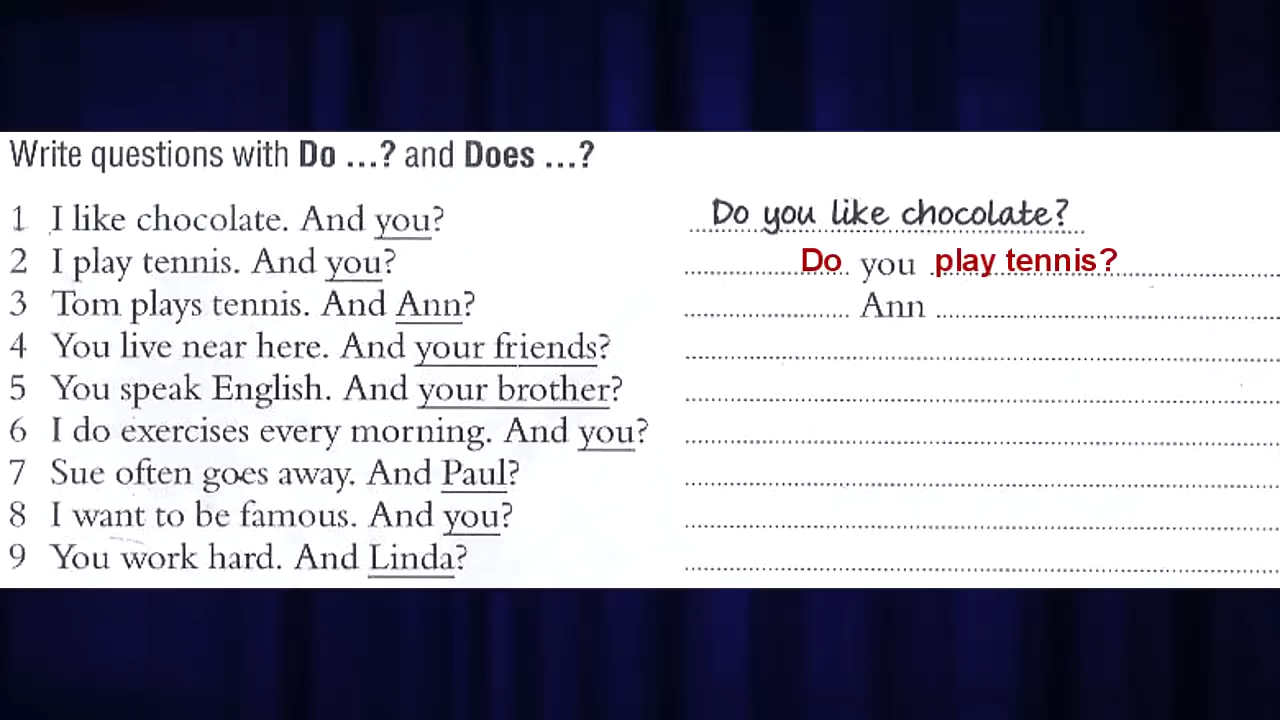 Write questions with Do ...? and Does ...?
1 I like chocolate. And you? Do you like chocolate?
2 I play tennis. And you? Do you play tennis?
3 Tom plays tennis. And Ann? Ann
4 You live near here. And your friends?
5 You speak English. And your brother?
6 I do exercises every morning. And you?
7 Sue often goes away. And Paul?
8 I want to be famous. And you?
9 You work hard. And Linda?